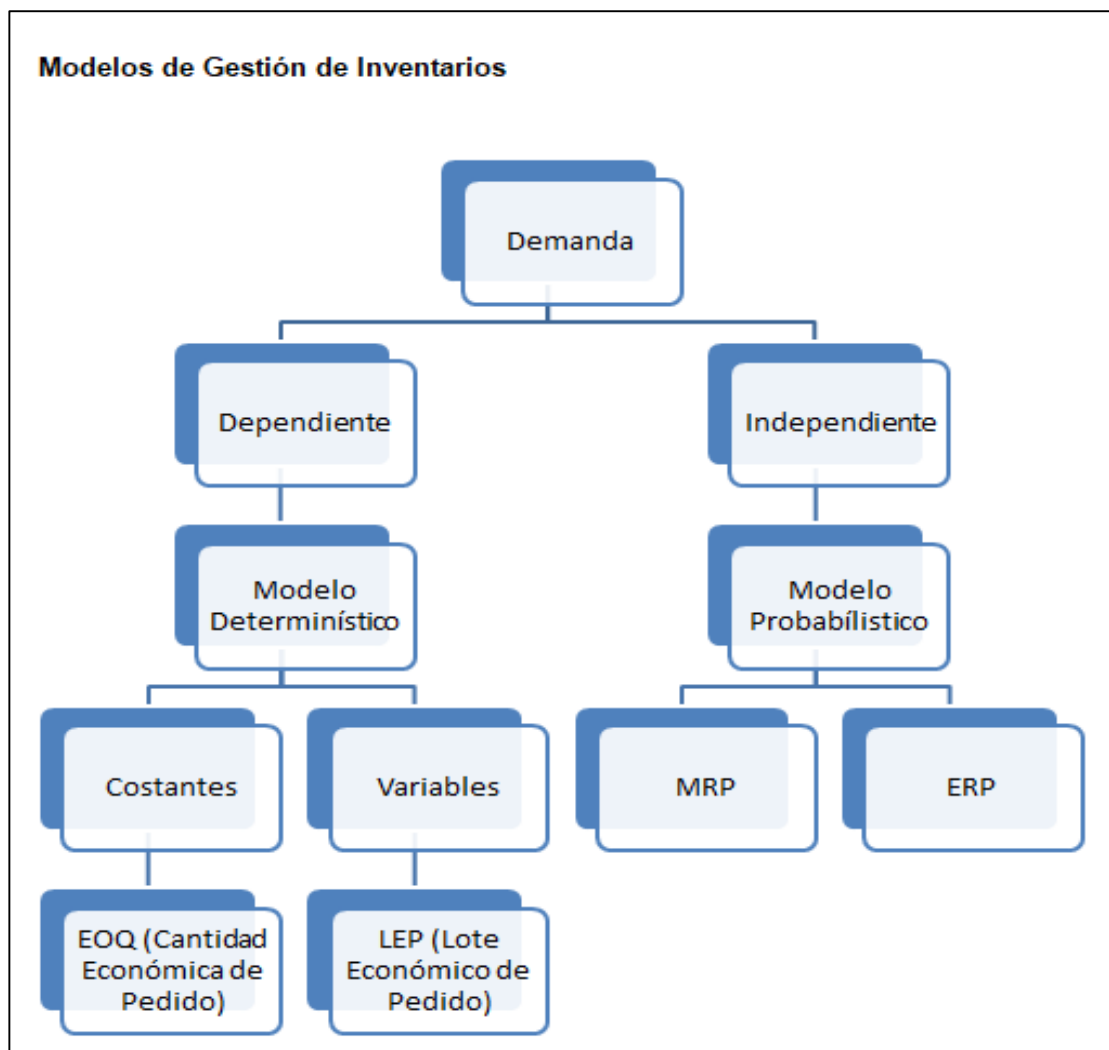 Modelos de Gestión de Inventarios
Demanda
Dependiente
Independiente
Modelo
Determinístico
Modelo
Probabílistico
Costantes
Variables
MRP
ERP
EOQ (Cantidad
Económica de
Pedido)
LEP (Lote
Económico de
Pedido)